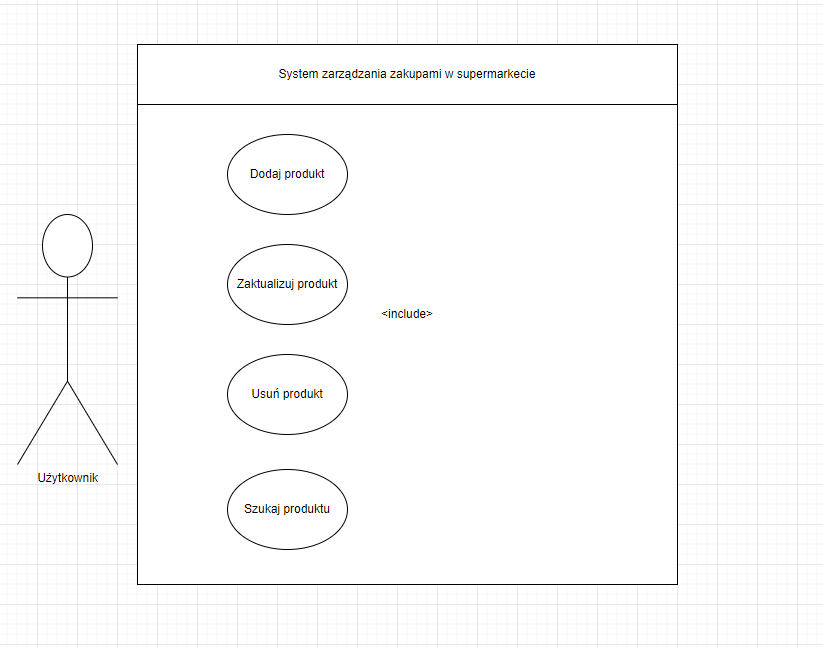 System zarządzania zakupami w supermarkecie
Dodaj produkt
Zaktualizuj produkt
<include>
Usuń produkt
Szukaj produktu
Użytkownik